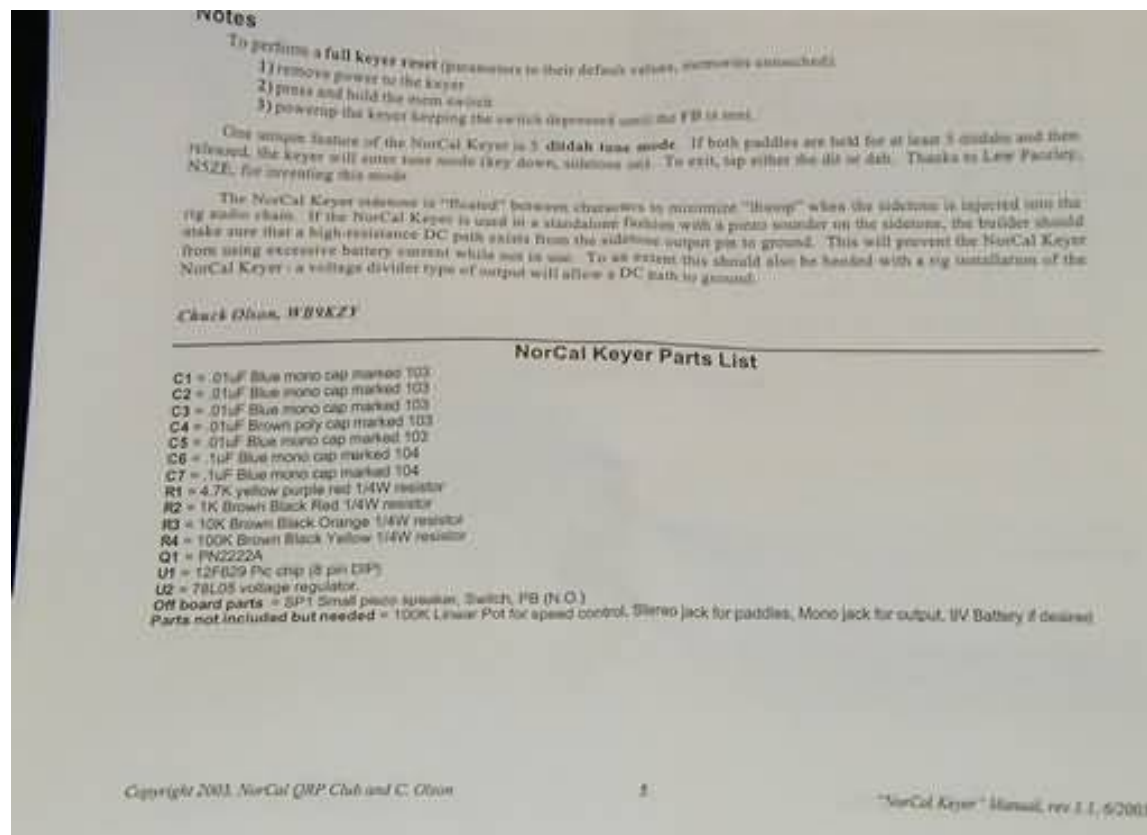 Notes
To perform a full keyer reset (parameters to their default values, memories untouched):
1) remove power to the keyer
2) press and hold the mem switch
3) powerup the keyer keeping the switch depressed until the FB is sent.
One unique feature of the NorCal Keyer is 5 ditdah tune mode. If both paddles are held for at least 5 ditdahs and then
released, the keyer will enter tune mode (key down, sidetone on). To exit, tap either the dit or dah. Thanks to Lew Paceley,
N5ZE, for inventing this mode
The NorCal Keyer sidetone is "floated" between characters to minimize "thump" when the sidetone is injected into the
rig audio chain. If the NorCal Keyer is used in a standalone fashion with a piezo sounder on the sidetone, the builder should
make sure that a high-resistance DC path exists from the sidetone output pin to ground. This will prevent the NorCal Keyer
from using excessive battery current while not in use. To an extent this should also be heeded with a rig installation of the
NorCal Keyer - a voltage divider type of output will allow a DC path to ground.
Chuck Olson, WB9KZY
NorCal Keyer Parts List
C1 = .01uF Blue mono cap marked 103
C2 = .01uF Blue mono cap marked 103
C3 = .01uF Blue mono cap marked 103
C4 = .01uF Brown poly cap marked 103
C5 = .01uF Blue mono cap marked 103
C6 = .1uF Blue mono cap marked 104
C7 = .1uF Blue mono cap marked 104
R1 = 4.7K yellow purple red 1/4W resistor
R2 = 1K Brown Black Red 1/4W resistor
R3 = 10K Brown Black Orange 1/4W resistor
R4 = 100K Brown Black Yellow 1/4W resistor
Q1 = PN2222A
U1 = 12F629 Pic chip (8 pin DIP)
U2 = 78L05 voltage regulator.
Off board parts = SP1 Small piezo speaker, Switch, PB (N.O.)
Parts not included but needed = 100K Linear Pot for speed control, Stereo jack for paddles, Mono jack for output, 9V Battery if desired
Copyright 2003, NorCal QRP Club and C. Olson
5
"NorCal Keyer" Manual, rev 1.1, 6/2003